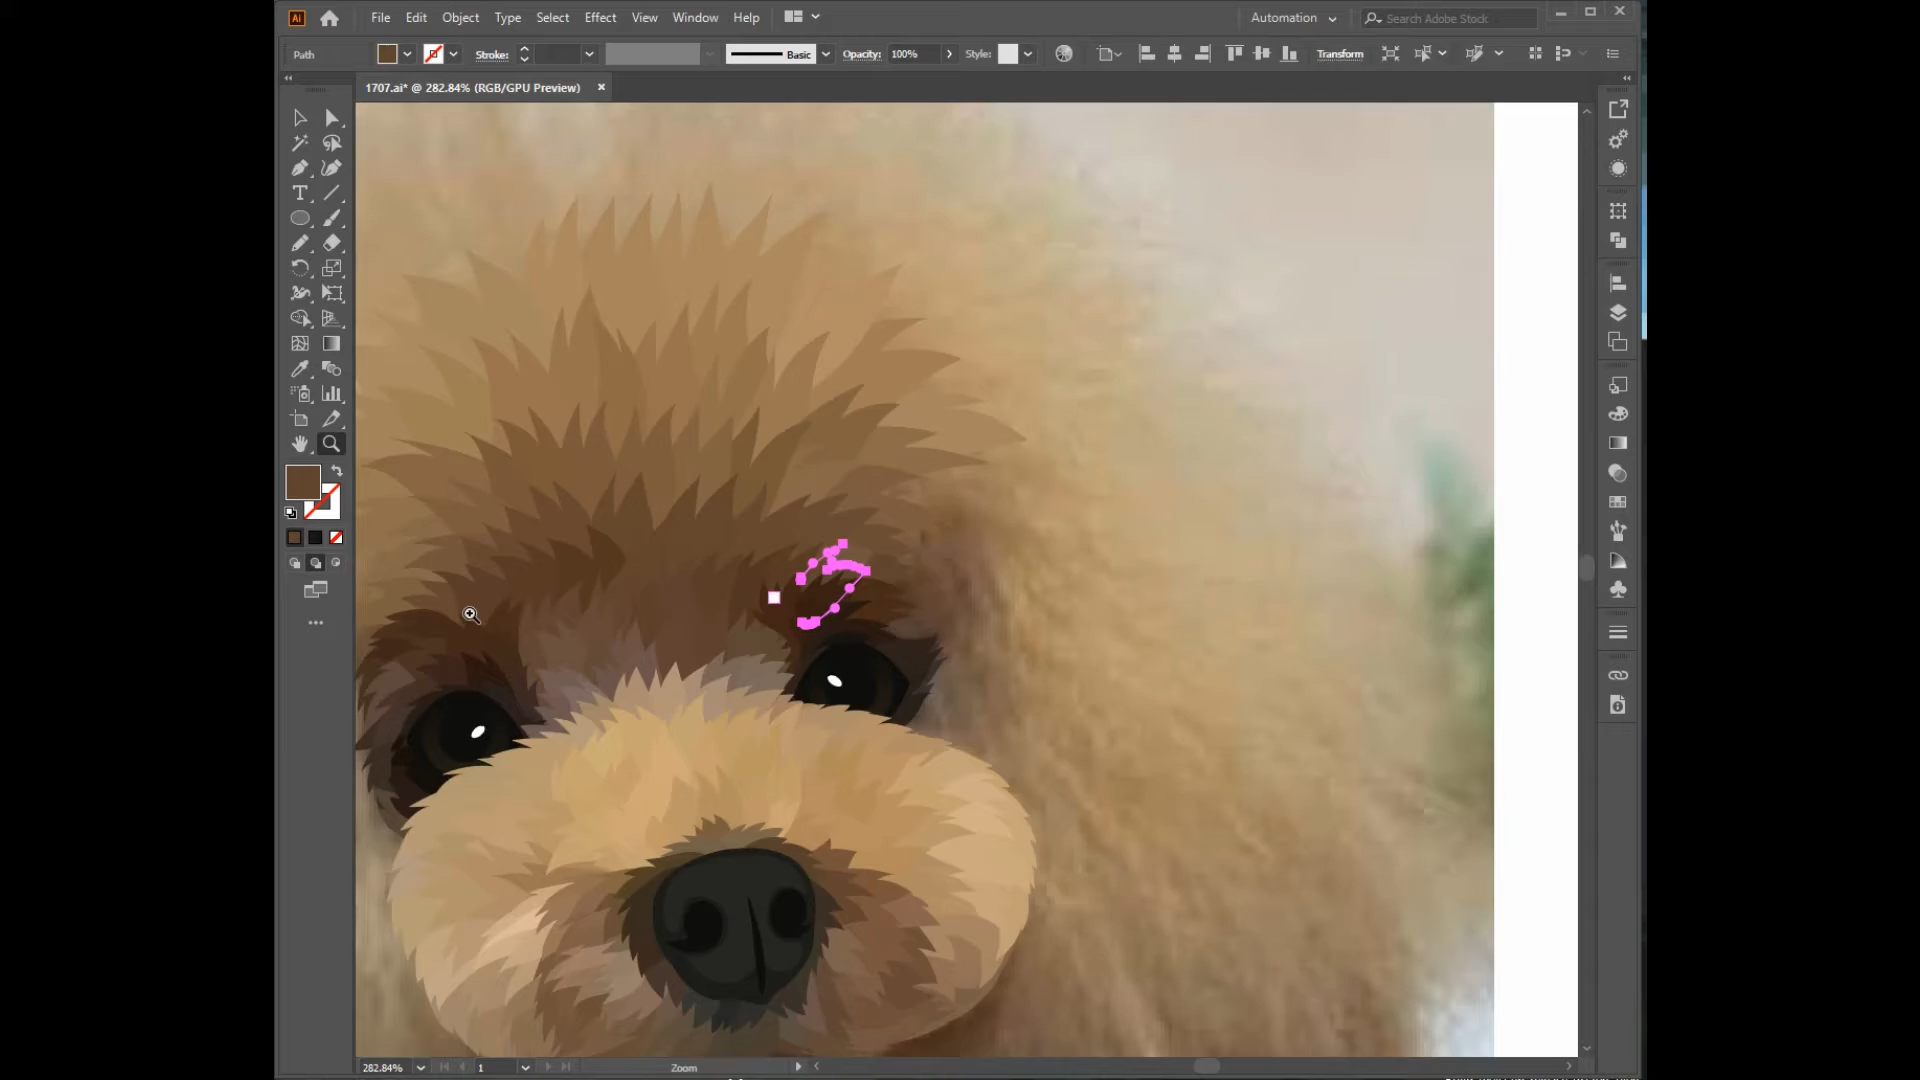 Ai File Edit Object Type Select Effect View Window Help Automation Search Adobe Stock
Path Stroke: Basic Opacity: 100% Style: Transform
1707.ai* @ 282.84% (RGB/GPU Preview)
282.84% 1 Zoom